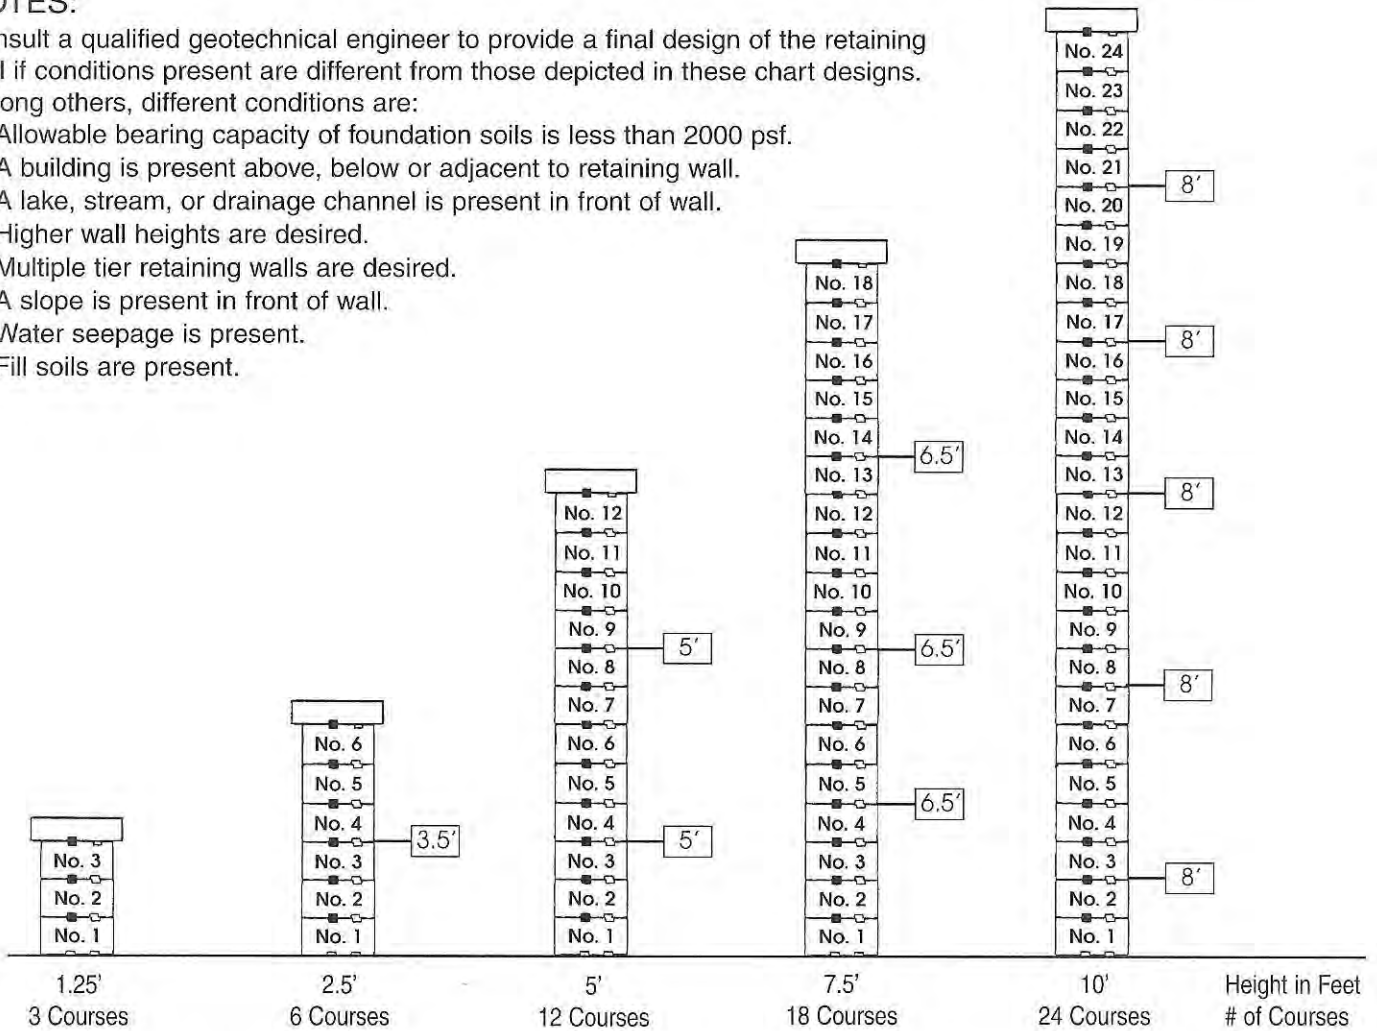 OTES:
nsult a qualified geotechnical engineer to provide a final design of the retaining
l if conditions present are different from those depicted in these chart designs.
ong others, different conditions are:
Allowable bearing capacity of foundation soils is less than 2000 psf.
A building is present above, below or adjacent to retaining wall.
A lake, stream, or drainage channel is present in front of wall.
Higher wall heights are desired.
Multiple tier retaining walls are desired.
A slope is present in front of wall.
Water seepage is present.
Fill soils are present.
No. 3
No. 2
No. 1
No. 6
No. 5
No. 4
3.5′
No. 3
No. 2
No. 1
No. 12
No. 11
No. 10
No. 9
5′
No. 8
No. 7
No. 6
No. 5
No. 4
5′
No. 3
No. 2
No. 1
No. 18
No. 17
No. 16
No. 15
No. 14
6.5′
No. 13
No. 12
No. 11
No. 10
No. 9
6.5′
No. 8
No. 7
No. 6
No. 5
6.5′
No. 4
No. 3
No. 2
No. 1
No. 24
No. 23
No. 22
No. 21
8′
No. 20
No. 19
No. 18
No. 17
8′
No. 16
No. 15
No. 14
No. 13
8′
No. 12
No. 11
No. 10
No. 9
No. 8
8′
No. 7
No. 6
No. 5
No. 4
No. 3
8′
No. 2
No. 1
1.25' 2.5' 5' 7.5' 10' Height in Feet
3 Courses 6 Courses 12 Courses 18 Courses 24 Courses # of Courses